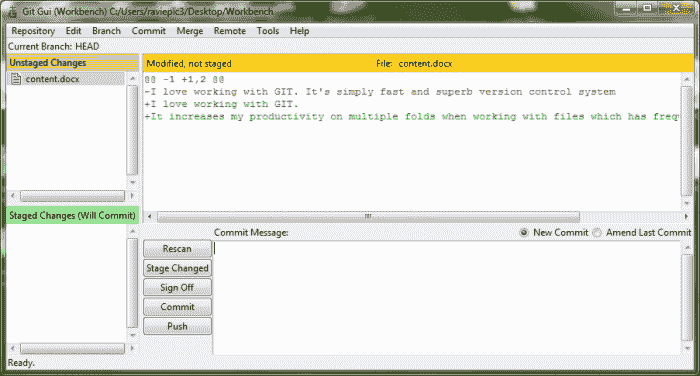 Git Gui (Workbench) C:/Users/raviepic3/Desktop/Workbench
Repository Edit Branch Commit Merge Remote Tools Help
Current Branch: HEAD
Unstaged Changes
Modified, not staged File: content.docx
content.docx
@@ -1 +1,2 @@
-I love working with GIT. It's simply fast and superb version control system
+I love working with GIT.
+It increases my productivity on multiple folds when working with files which has freq
Staged Changes (Will Commit)
Commit Message: New Commit Amend Last Commit
Rescan
Stage Changed
Sign Off
Commit
Push
Ready.